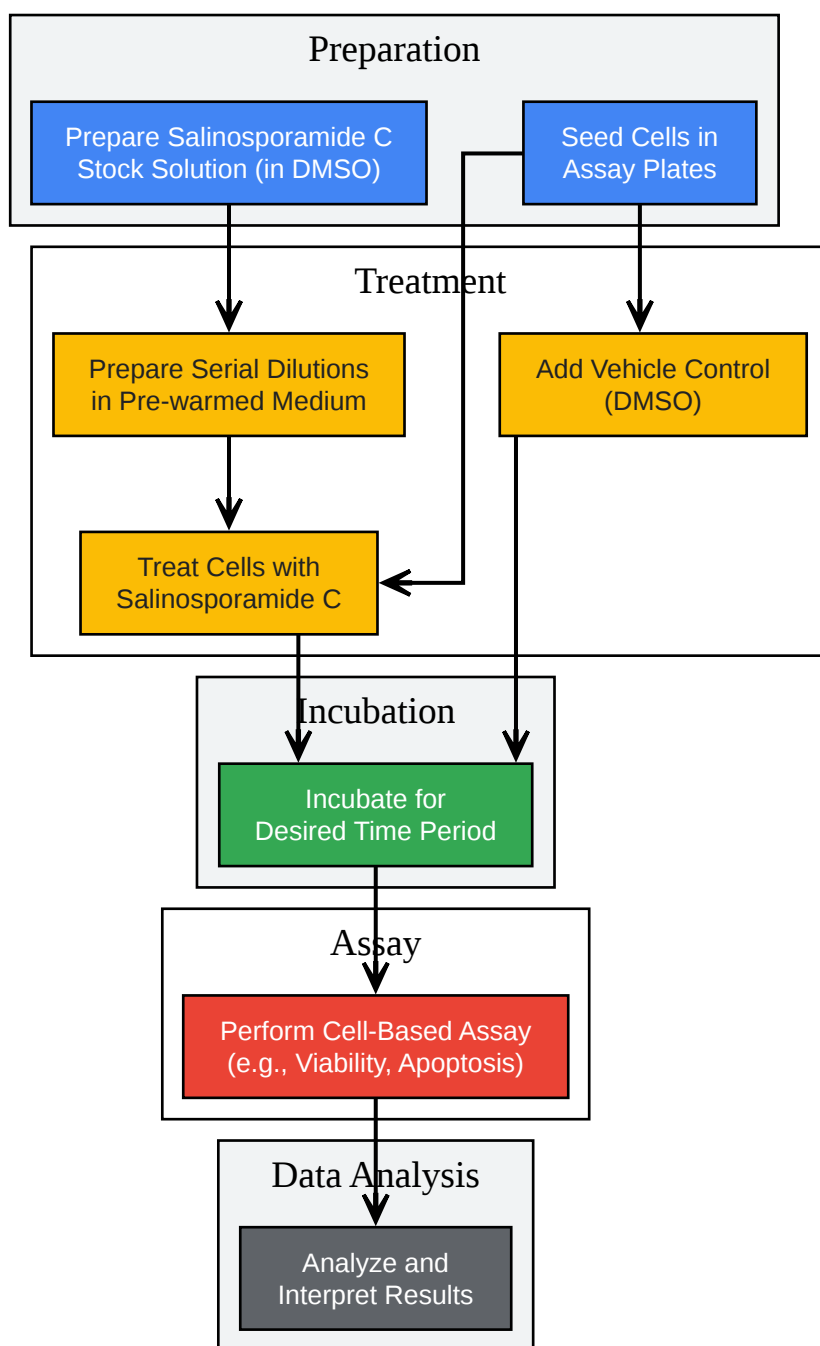 Preparation
Prepare Salinosporamide C
Stock Solution (in DMSO)
Seed Cells in
Assay Plates
Treatment
Prepare Serial Dilutions
in Pre-warmed Medium
Add Vehicle Control
(DMSO)
Treat Cells with
Salinosporamide C
Incubation
Incubate for
Desired Time Period
Assay
Perform Cell-Based Assay
(e.g., Viability, Apoptosis)
Data Analysis
Analyze and
Interpret Results